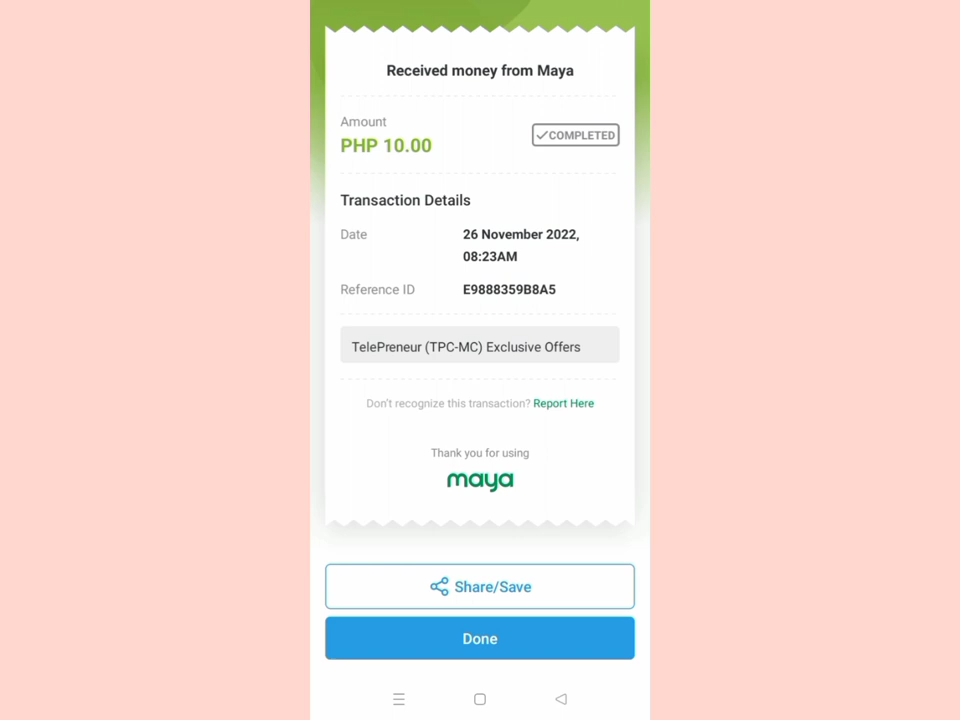 Received money from Maya
Amount
PHP 10.00
COMPLETED
Transaction Details
Date
26 November 2022,
08:23AM
Reference ID
E9888359B8A5
TelePreneur (TPC-MC) Exclusive Offers
Don't recognize this transaction? Report Here
Thank you for using
maya
Share/Save
Done